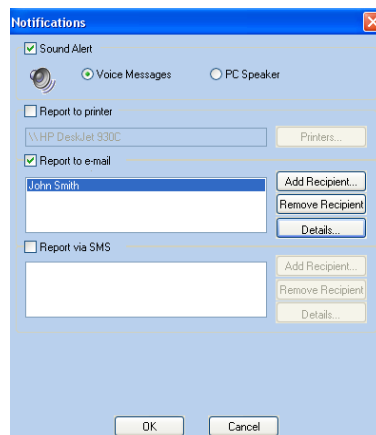 Notifications
Sound Alert
Voice Messages PC Speaker
Report to printer
\\HP DeskJet 930C Printers...
Report to e-mail
John Smith Add Recipient...
Remove Recipient
Details...
Report via SMS
Add Recipient...
Remove Recipient
Details...
OK Cancel